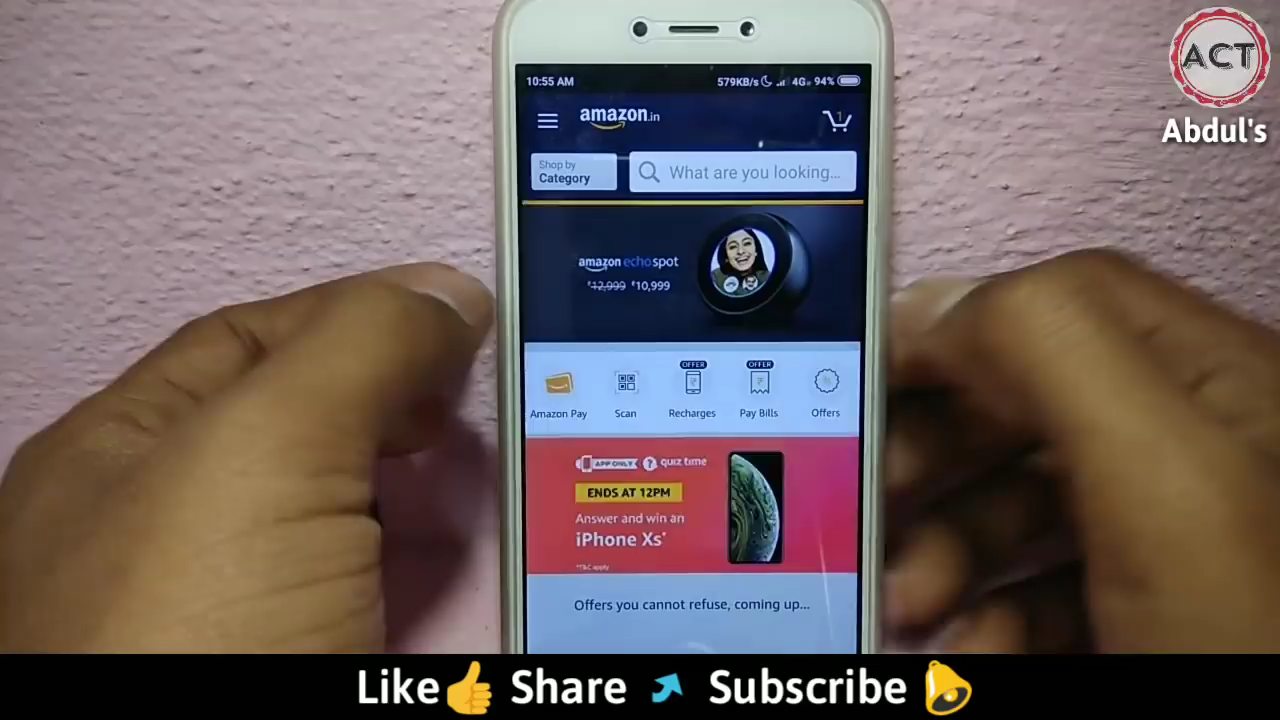 ACT
Abdul's
10:55 AM
579KB/s 4G 94%
amazon.in
1
Shop by
Category
What are you looking...
amazon echo spot
₹12,999 ₹10,999
OFFER OFFER
Amazon Pay Scan Recharges Pay Bills Offers
APP ONLY ? quiz time
ENDS AT 12PM
Answer and win an
iPhone Xs*
*T&C apply
Offers you cannot refuse, coming up...
Like👍 Share Subscribe 🔔